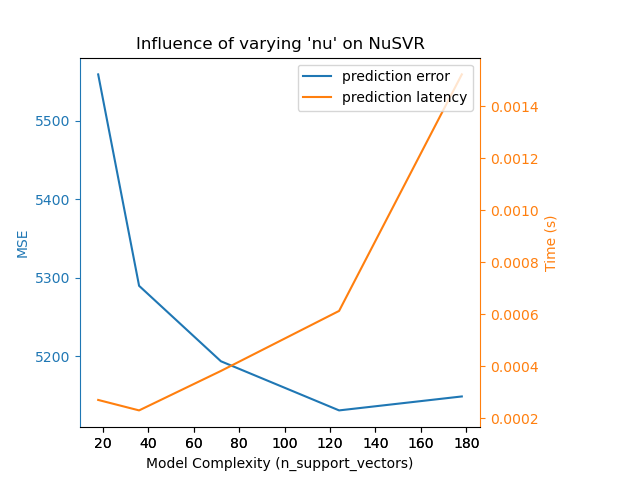 Influence of varying 'nu' on NuSVR
prediction error
prediction latency
MSE
5500
5400
5300
5200
0.0014
0.0012
0.0010
0.0008
0.0006
0.0004
0.0002
Time (s)
20 40 60 80 100 120 140 160 180
Model Complexity (n_support_vectors)